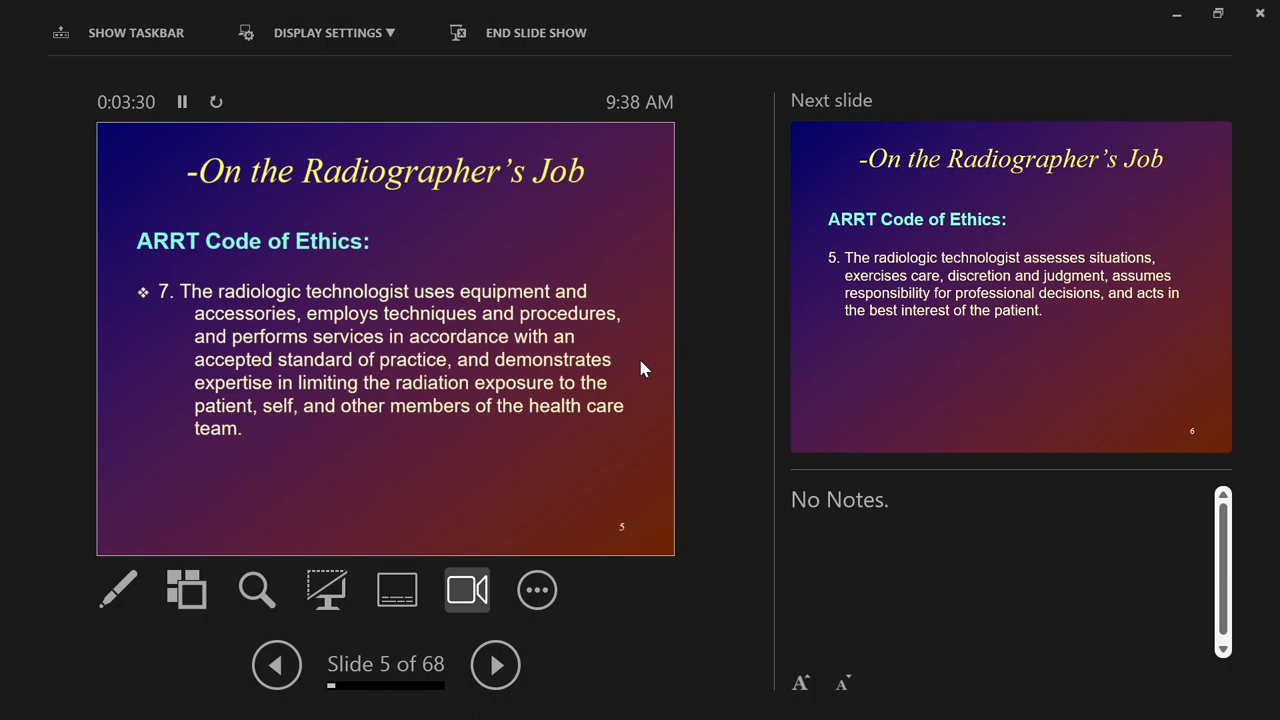 SHOW TASKBAR DISPLAY SETTINGS ▼ END SLIDE SHOW
0:03:30 9:38 AM
-On the Radiographer’s Job
ARRT Code of Ethics:
❖ 7. The radiologic technologist uses equipment and
accessories, employs techniques and procedures,
and performs services in accordance with an
accepted standard of practice, and demonstrates
expertise in limiting the radiation exposure to the
patient, self, and other members of the health care
team.
5
Slide 5 of 68
Next slide
-On the Radiographer’s Job
ARRT Code of Ethics:
5. The radiologic technologist assesses situations,
exercises care, discretion and judgment, assumes
responsibility for professional decisions, and acts in
the best interest of the patient.
6
No Notes.
A A